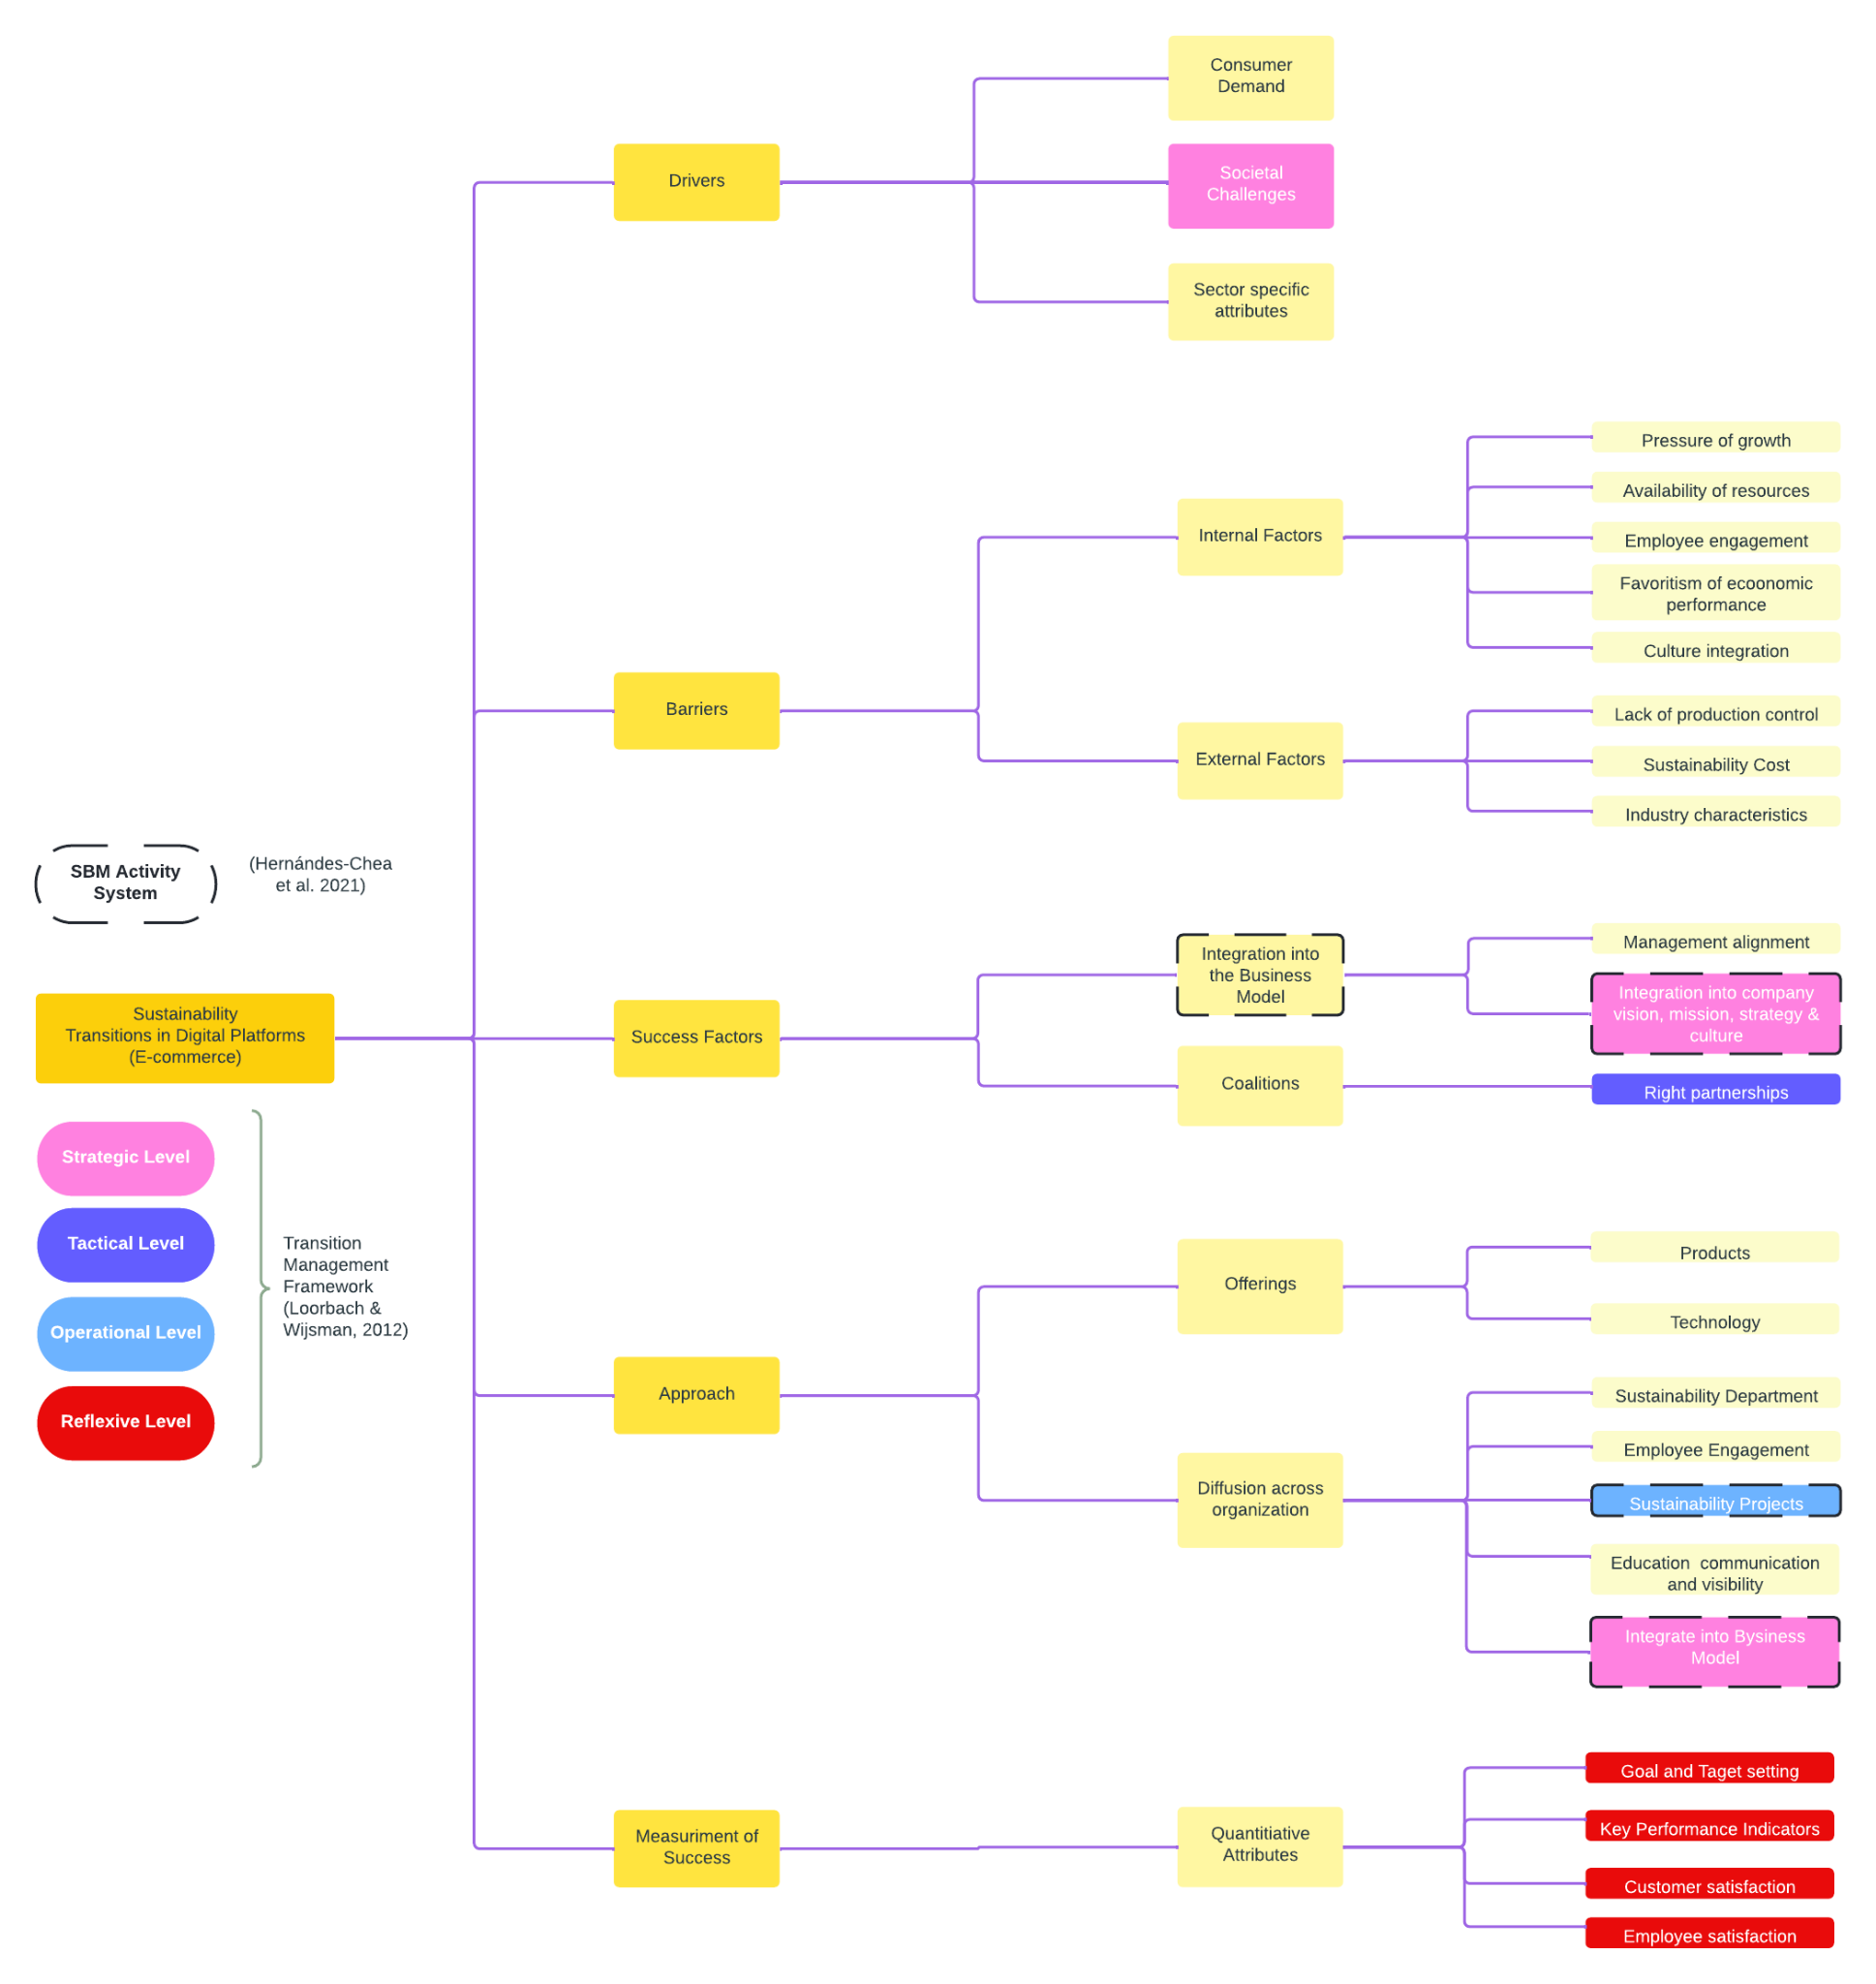 Consumer
Demand
Societal
Challenges
Drivers
Sector specific
attributes
Pressure of growth
Availability of resources
Internal Factors
Employee engagement
Favoritism of ecoonomic
performance
Culture integration
Barriers
Lack of production control
External Factors
Sustainability Cost
Industry characteristics
SBM Activity
System
(Hernándes-Chea
et al. 2021)
Integration into
the Business
Model
Management alignment
Integration into company
vision, mission, strategy &
culture
Sustainability
Transitions in Digital Platforms
(E-commerce)
Success Factors
Coalitions
Right partnerships
Strategic Level
Tactical Level
Operational Level
Reflexive Level
Transition
Management
Framework
(Loorbach &
Wijsman, 2012)
Offerings
Products
Technology
Approach
Sustainability Department
Employee Engagement
Diffusion across
organization
Sustainability Projects
Education  communication
and visibility
Integrate into Bysiness
Model
Goal and Taget setting
Key Performance Indicators
Measuriment of
Success
Quantitiative
Attributes
Customer satisfaction
Employee satisfaction